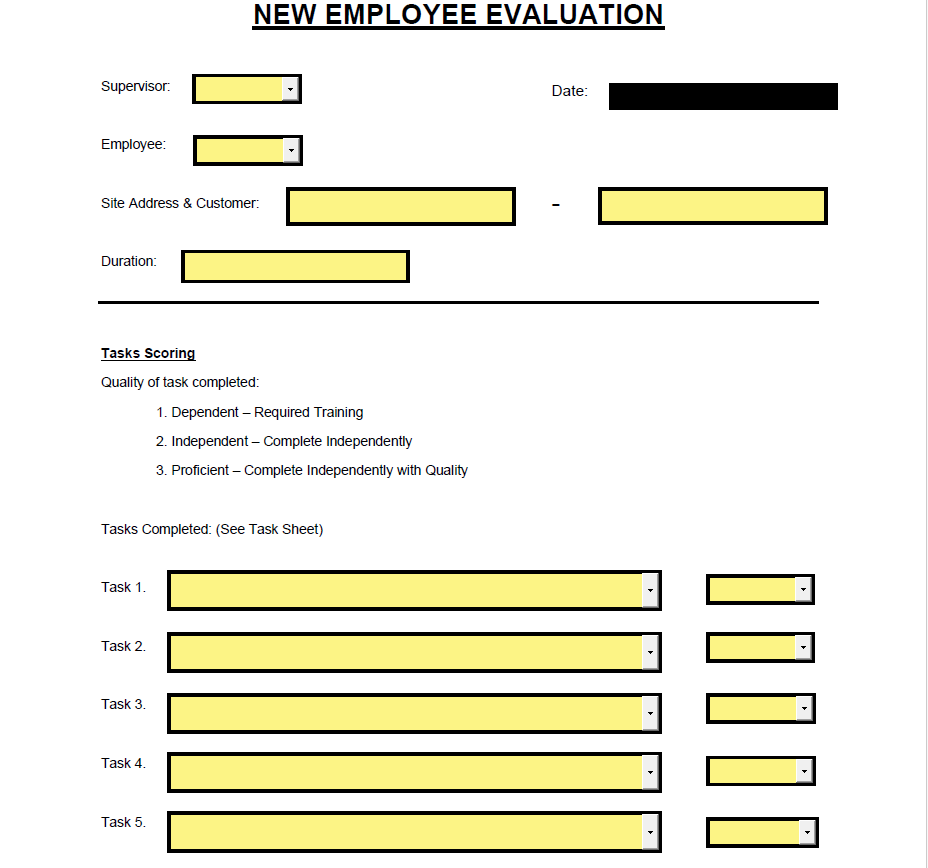 NEW EMPLOYEE EVALUATION
Supervisor:
Date:
Employee:
Site Address & Customer:
–
Duration:
Tasks Scoring
Quality of task completed:
1. Dependent – Required Training
2. Independent – Complete Independently
3. Proficient – Complete Independently with Quality
Tasks Completed: (See Task Sheet)
Task 1.
Task 2.
Task 3.
Task 4.
Task 5.